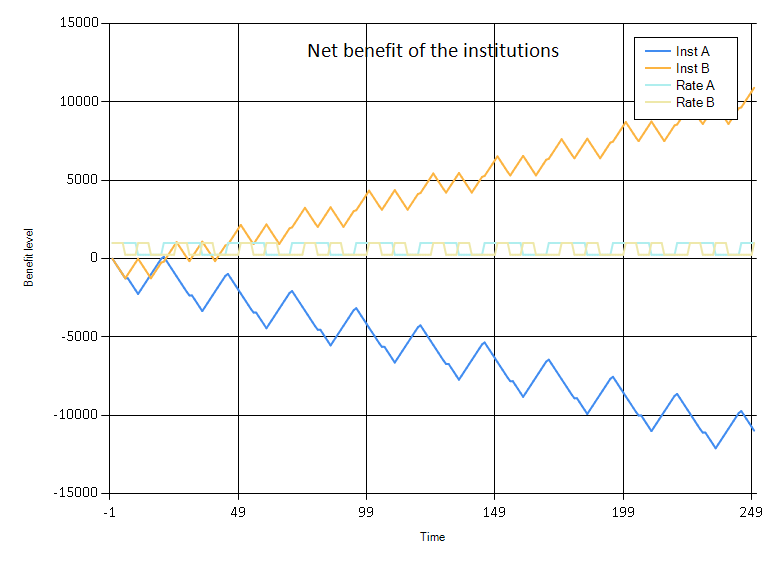 Net benefit of the institutions
Inst A
Inst B
Rate A
Rate B
15000
10000
5000
0
-5000
-10000
-15000
Benefit level
-1 49 99 149 199 249
Time